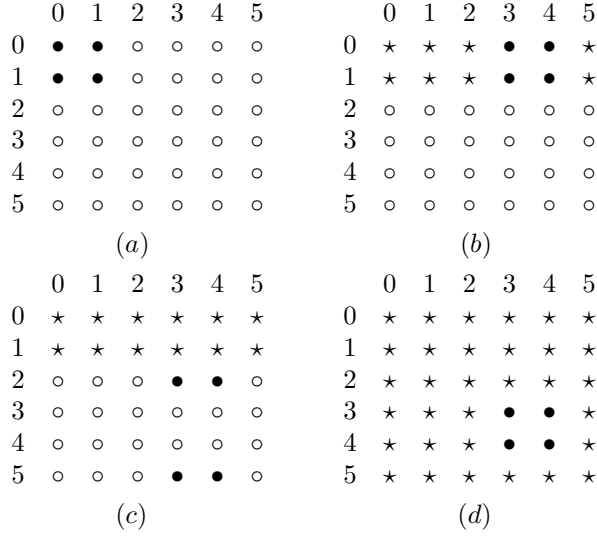 0 1 2 3 4 5 0 1 2 3 4 5
0 • • ○ ○ ○ ○ 0 ⋆ ⋆ ⋆ • • ⋆
1 • • ○ ○ ○ ○ 1 ⋆ ⋆ ⋆ • • ⋆
2 ○ ○ ○ ○ ○ ○ 2 ○ ○ ○ ○ ○ ○
3 ○ ○ ○ ○ ○ ○ 3 ○ ○ ○ ○ ○ ○
4 ○ ○ ○ ○ ○ ○ 4 ○ ○ ○ ○ ○ ○
5 ○ ○ ○ ○ ○ ○ 5 ○ ○ ○ ○ ○ ○
(a) (b)
0 1 2 3 4 5 0 1 2 3 4 5
0 ⋆ ⋆ ⋆ ⋆ ⋆ ⋆ 0 ⋆ ⋆ ⋆ ⋆ ⋆ ⋆
1 ⋆ ⋆ ⋆ ⋆ ⋆ ⋆ 1 ⋆ ⋆ ⋆ ⋆ ⋆ ⋆
2 ○ ○ ○ • • ○ 2 ⋆ ⋆ ⋆ ⋆ ⋆ ⋆
3 ○ ○ ○ ○ ○ ○ 3 ⋆ ⋆ ⋆ • • ⋆
4 ○ ○ ○ ○ ○ ○ 4 ⋆ ⋆ ⋆ • • ⋆
5 ○ ○ ○ • • ○ 5 ⋆ ⋆ ⋆ ⋆ ⋆ ⋆
(c) (d)